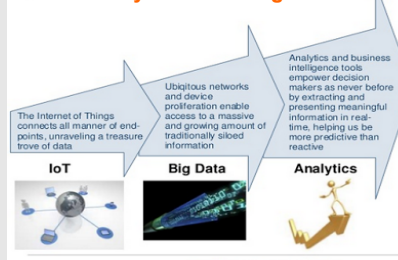 The Internet of Things
connects all manner of end-
points, unraveling a treasure
trove of data
Ubiqitous networks
and device
proliferation enable
access to a massive
and growing amount of
traditionally siloed
information
Analytics and business
intelligence tools
empower decision
makers as never before
by extracting and
presenting meaningful
information in real-
time, helping us be
more predictive than
reactive
IoT
Big Data
Analytics